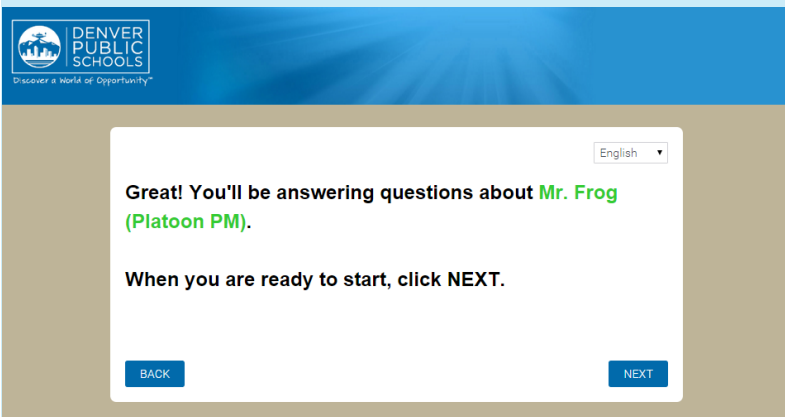 DENVER
PUBLIC
SCHOOLS
Discover a World of Opportunity™
English
Great! You'll be answering questions about Mr. Frog
(Platoon PM).
When you are ready to start, click NEXT.
BACK
NEXT